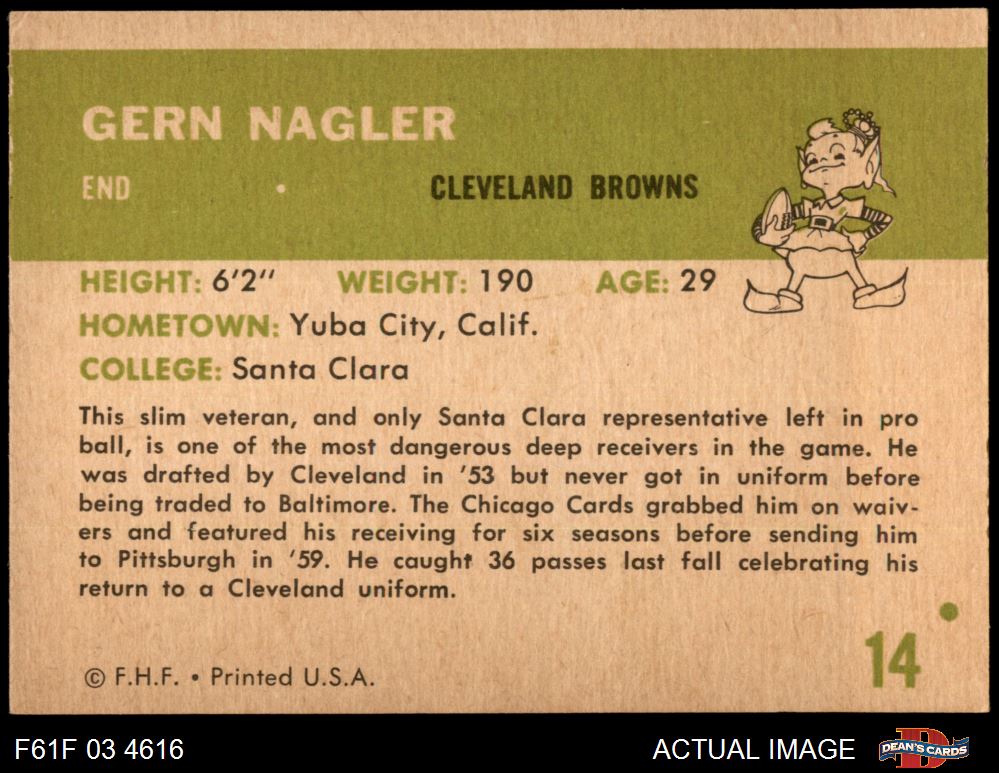 GERN NAGLER
END • CLEVELAND BROWNS
HEIGHT: 6'2" WEIGHT: 190 AGE: 29
HOMETOWN: Yuba City, Calif.
COLLEGE: Santa Clara
This slim veteran, and only Santa Clara representative left in pro
ball, is one of the most dangerous deep receivers in the game. He
was drafted by Cleveland in '53 but never got in uniform before
being traded to Baltimore. The Chicago Cards grabbed him on waiv-
ers and featured his receiving for six seasons before sending him
to Pittsburgh in '59. He caught 36 passes last fall celebrating his
return to a Cleveland uniform.
14
© F.H.F. • Printed U.S.A.
F61F 03 4616 ACTUAL IMAGE D DEAN'S CARDS